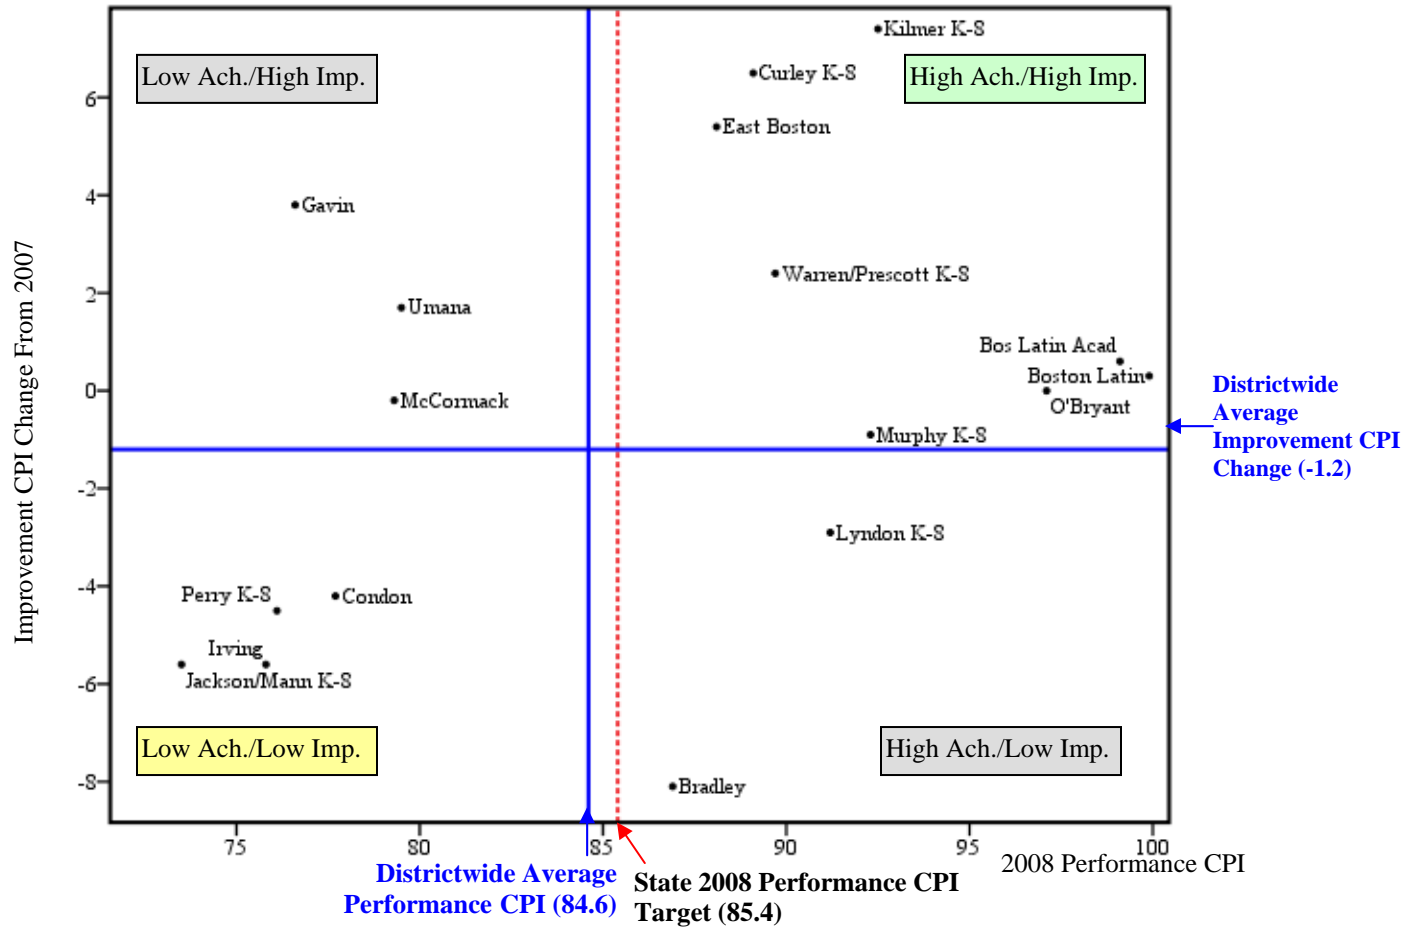 Kilmer K-8
Low Ach./High Imp.
Curley K-8
High Ach./High Imp.
6
East Boston
4
Gavin
Improvement CPI Change From 2007
Warren/Prescott K-8
2
Umana
Bos Latin Acad
Boston Latin
0
McCormack
O'Bryant
Districtwide
Average
Improvement CPI
Change (-1.2)
Murphy K-8
-2
Lyndon K-8
-4
Perry K-8
Condon
Irving
Jackson/Mann K-8
-6
Low Ach./Low Imp.
High Ach./Low Imp.
-8
Bradley
75 80 85 90 95 100
2008 Performance CPI
Districtwide Average
Performance CPI (84.6)
State 2008 Performance CPI
Target (85.4)